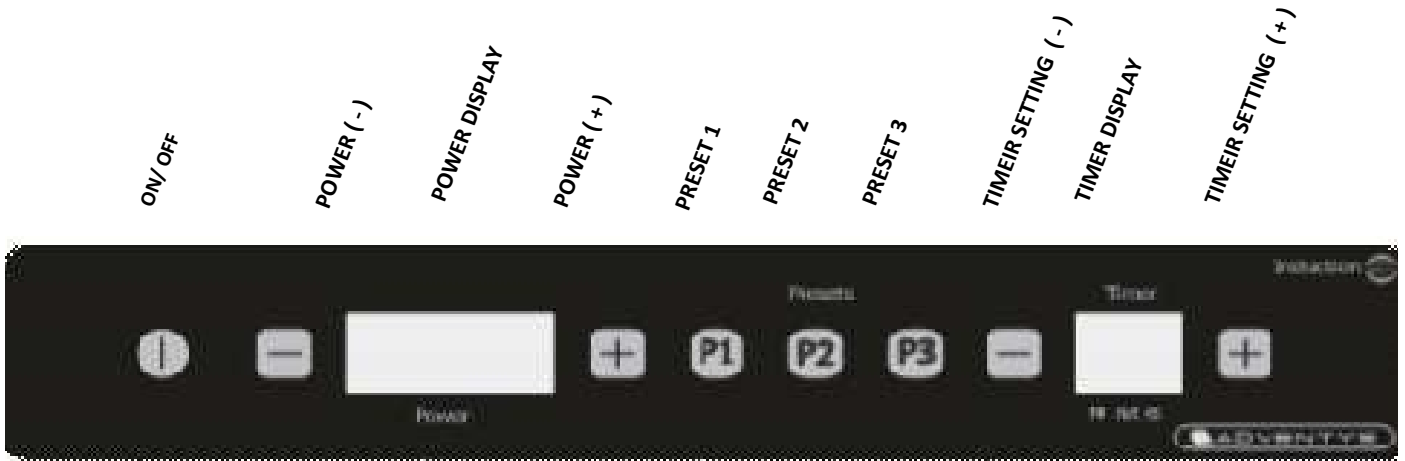 ON/ OFF
POWER ( - )
POWER DISPLAY
POWER ( + )
PRESET 1
PRESET 2
PRESET 3
TIMEIR SETTING ( - )
TIMER DISPLAY
TIMEIR SETTING ( + )
Induction
Presets
Timer
P1
P2
P3
Power
ADVENTYS